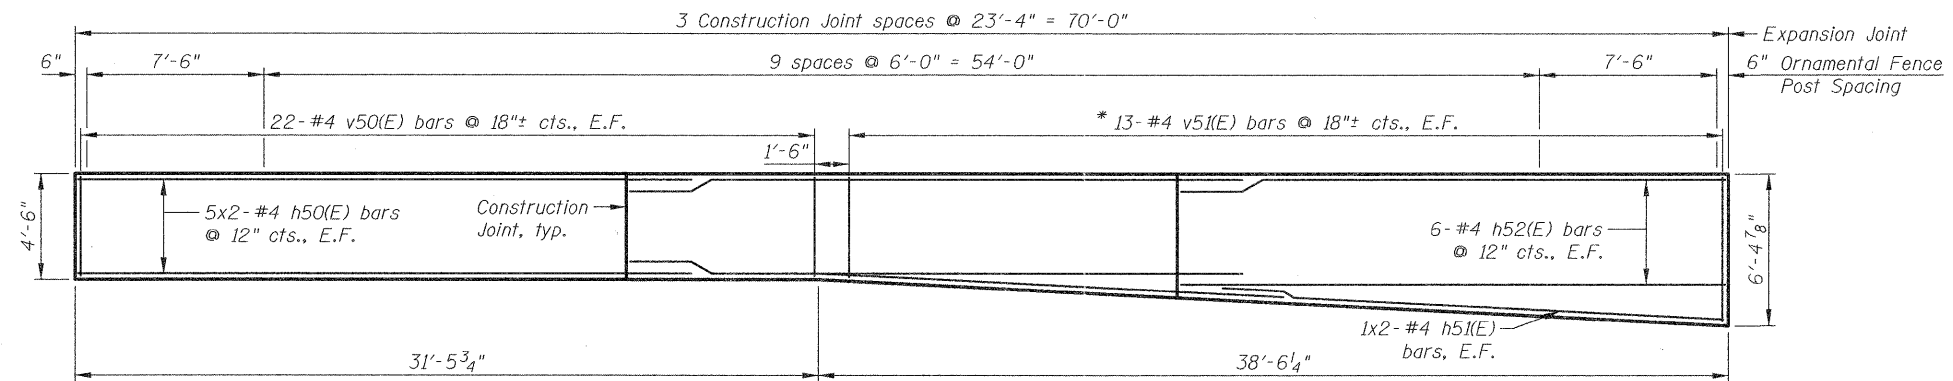 3 Construction Joint spaces @ 23'-4" = 70'-0"
Expansion Joint
6"
7'-6"
9 spaces @ 6'-0" = 54'-0"
7'-6"
6" Ornamental Fence
Post Spacing
22-#4 v50(E) bars @ 18"± cts., E.F.
* 13-#4 v51(E) bars @ 18"± cts., E.F.
1'-6"
4'-6"
5x2-#4 h50(E) bars
@ 12" cts., E.F.
Construction
Joint, typ.
6-#4 h52(E) bars
@ 12" cts., E.F.
6'-4 7/8"
1x2-#4 h51(E)
bars, E.F.
31'-5 3/4"
38'-6 1/4"